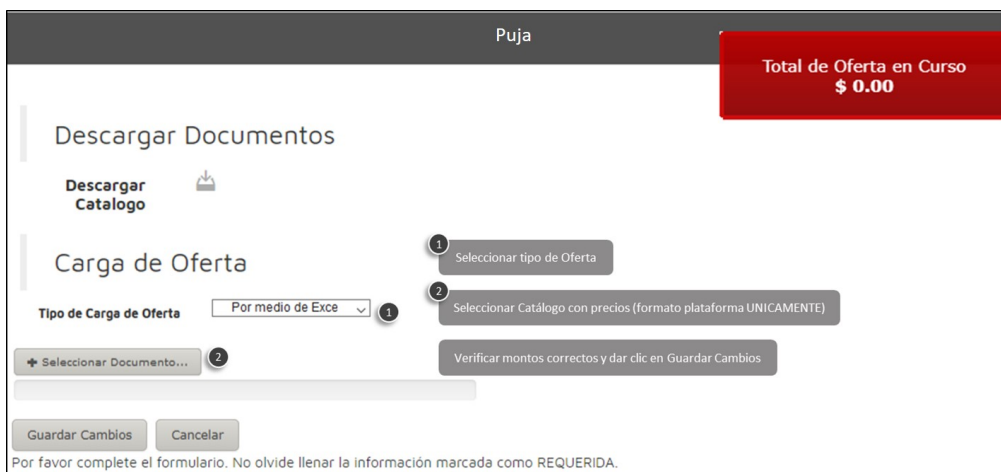 Puja
Total de Oferta en Curso
$ 0.00
Descargar Documentos
Descargar
Catalogo
Carga de Oferta
1
Seleccionar tipo de Oferta
2
Seleccionar Catálogo con precios (formato plataforma UNICAMENTE)
Tipo de Carga de Oferta
Por medio de Exce
1
Verificar montos correctos y dar clic en Guardar Cambios
+ Seleccionar Documento...
2
Guardar Cambios
Cancelar
Por favor complete el formulario. No olvide llenar la información marcada como REQUERIDA.